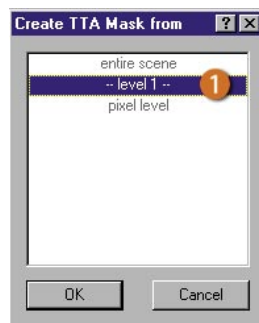 Create TTA Mask from
entire scene
-- level 1 --
1
pixel level
OK
Cancel